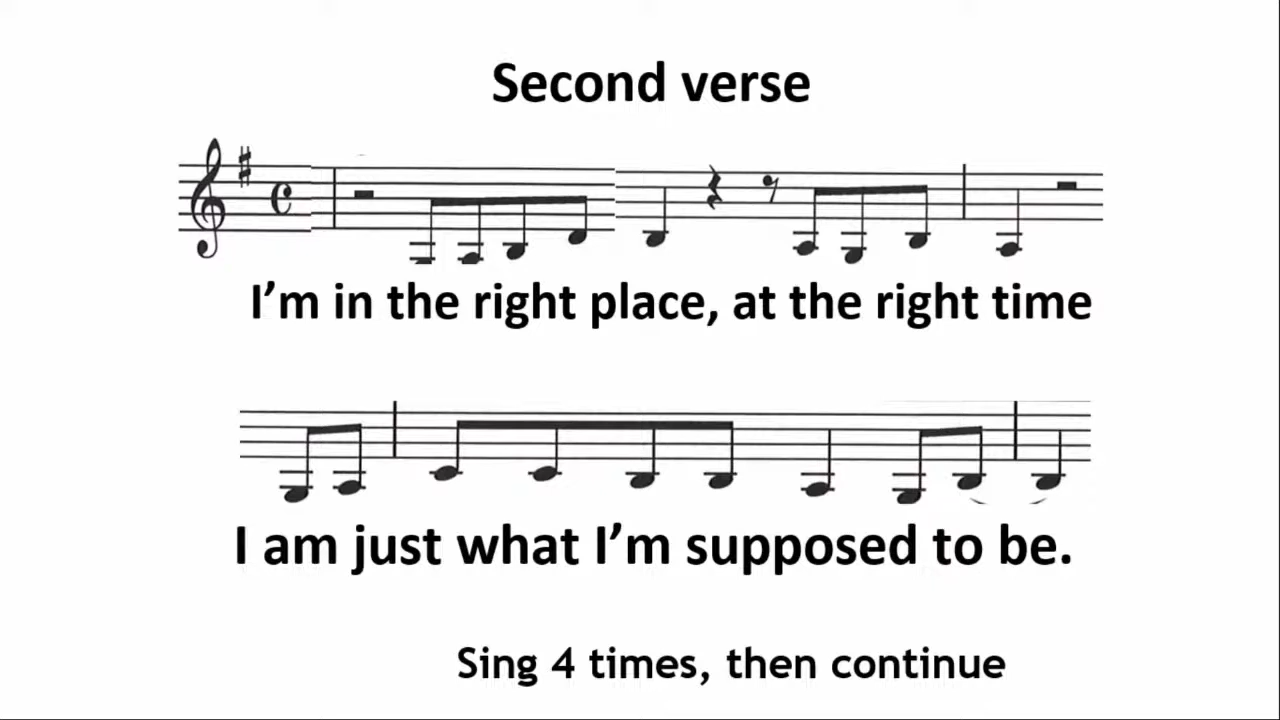 Second verse
I’m in the right place, at the right time
I am just what I’m supposed to be.
Sing 4 times, then continue